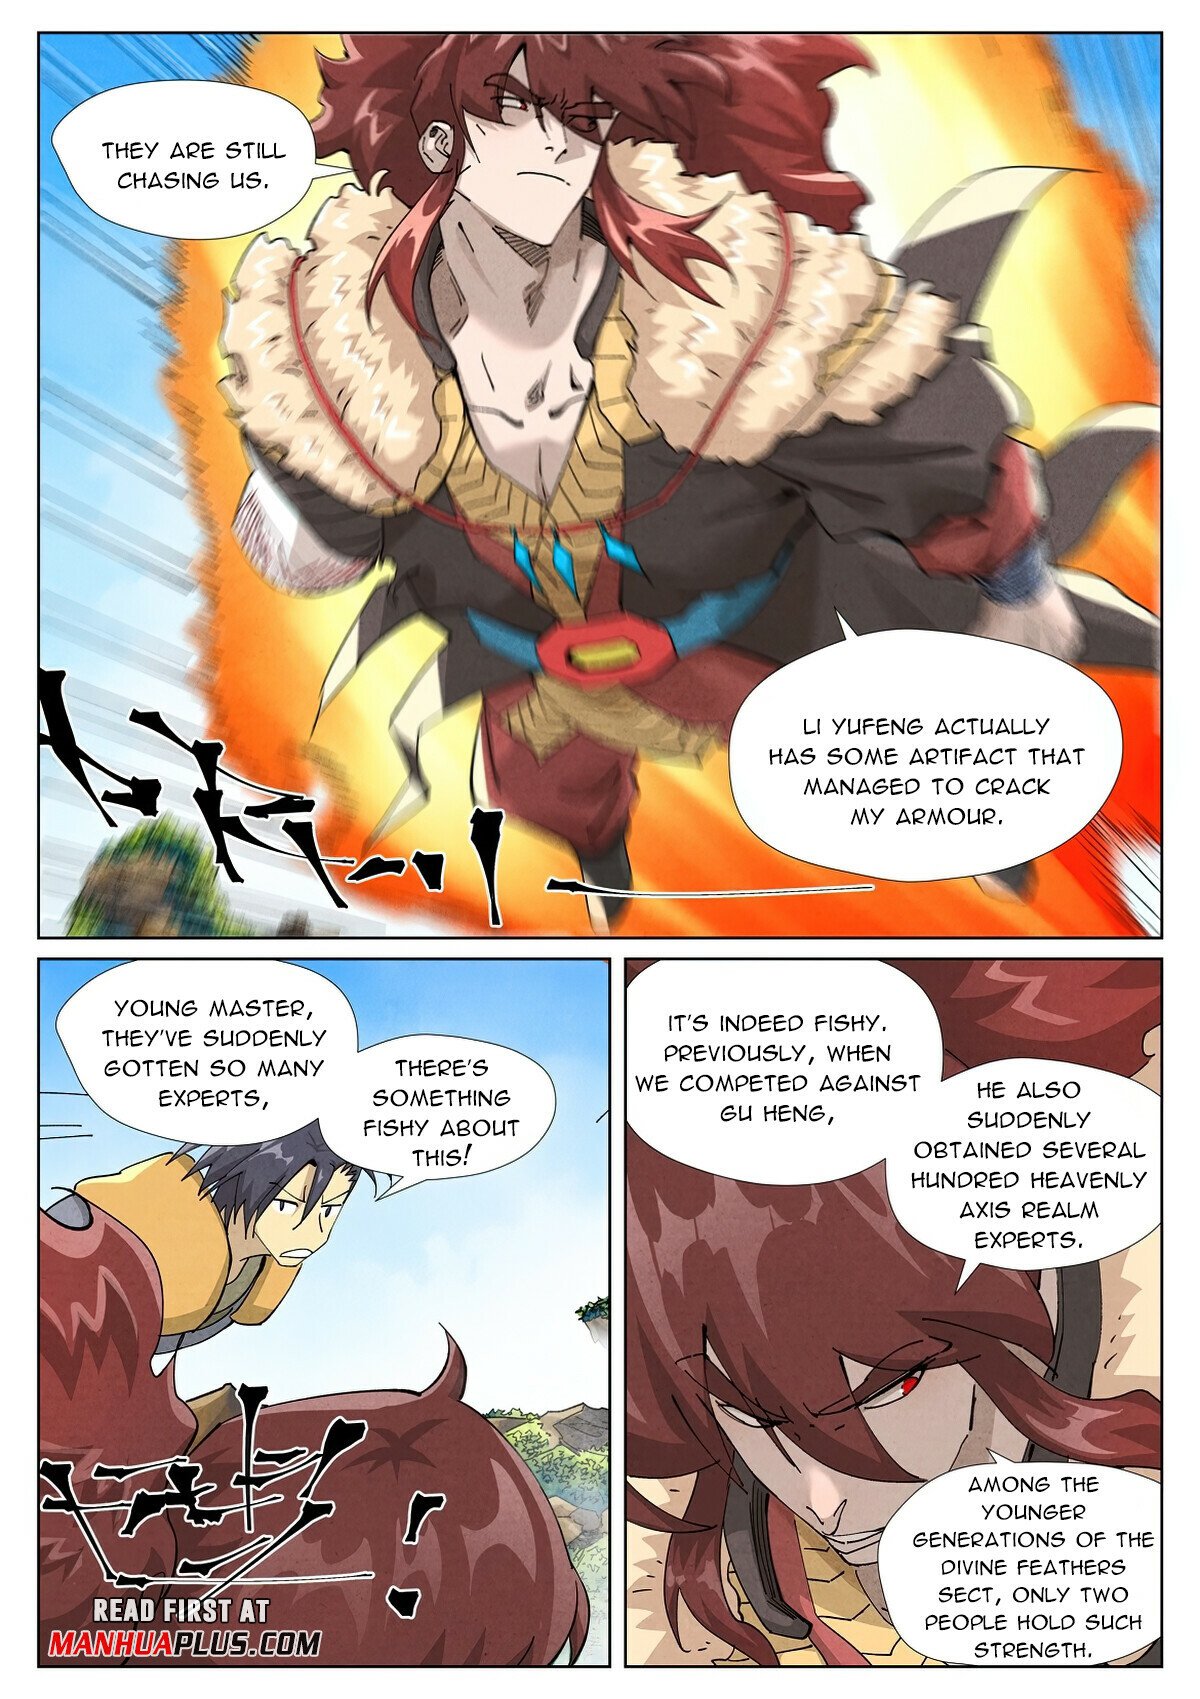 THEY ARE STILL
CHASING US.
LI YUFENG ACTUALLY
HAS SOME ARTIFACT THAT
MANAGED TO CRACK
MY ARMOUR.
YOUNG MASTER,
THEY'VE SUDDENLY
GOTTEN SO MANY
EXPERTS,
THERE'S
SOMETHING
FISHY ABOUT
THIS!
IT'S INDEED FISHY.
PREVIOUSLY, WHEN
WE COMPETED AGAINST
GU HENG,
HE ALSO
SUDDENLY
OBTAINED SEVERAL
HUNDRED HEAVENLY
AXIS REALM
EXPERTS.
AMONG THE
YOUNGER
GENERATIONS OF THE
DIVINE FEATHERS
SECT, ONLY TWO
PEOPLE HOLD SUCH
STRENGTH.
READ FIRST AT
MANHUAPLUS.COM